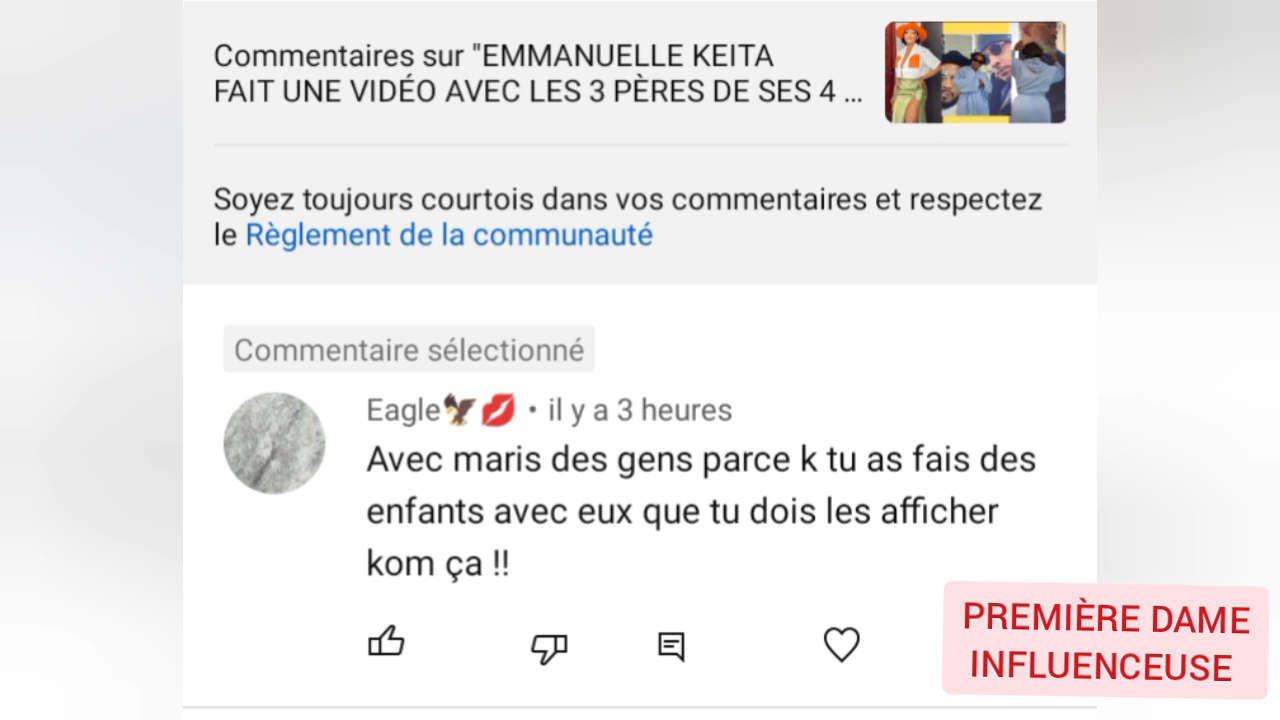 Commentaires sur "EMMANUELLE KEITA
FAIT UNE VIDÉO AVEC LES 3 PÈRES DE SES 4 ...
Soyez toujours courtois dans vos commentaires et respectez
le Règlement de la communauté
Commentaire sélectionné
Eagle🦅💋 • il y a 3 heures
Avec maris des gens parce k tu as fais des
enfants avec eux que tu dois les afficher
kom ça !!
PREMIÈRE DAME
INFLUENCEUSE